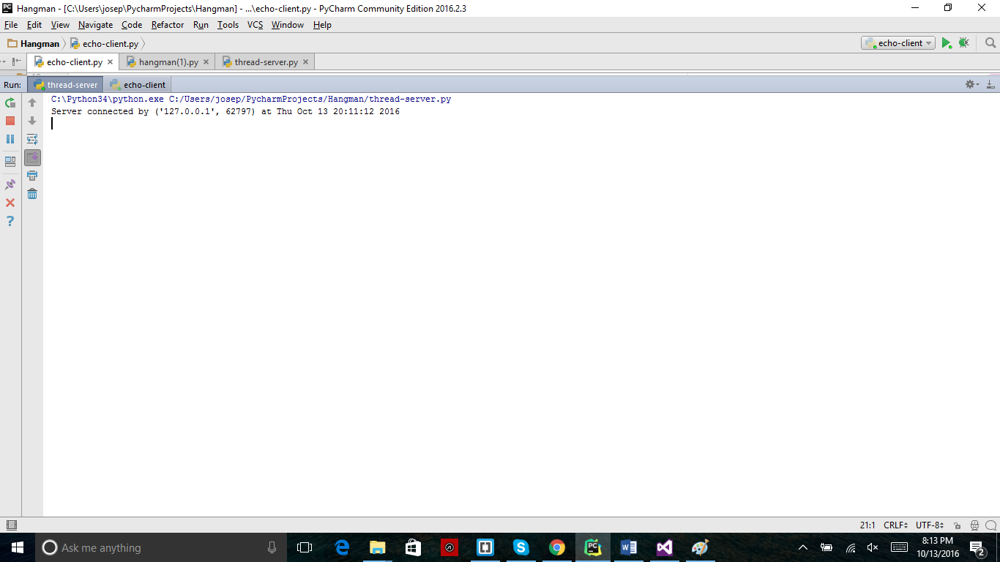 Hangman - [C:\Users\josep\PycharmProjects\Hangman] - ...\echo-client.py - PyCharm Community Edition 2016.2.3
File Edit View Navigate Code Refactor Run Tools VCS Window Help
Hangman echo-client.py echo-client
echo-client.py hangman(1).py thread-server.py
Run: thread-server echo-client
C:\Python34\python.exe C:/Users/josep/PycharmProjects/Hangman/thread-server.py
Server connected by ('127.0.0.1', 62797) at Thu Oct 13 20:11:12 2016
21:1 CRLF UTF-8
Ask me anything
8:13 PM
10/13/2016
2